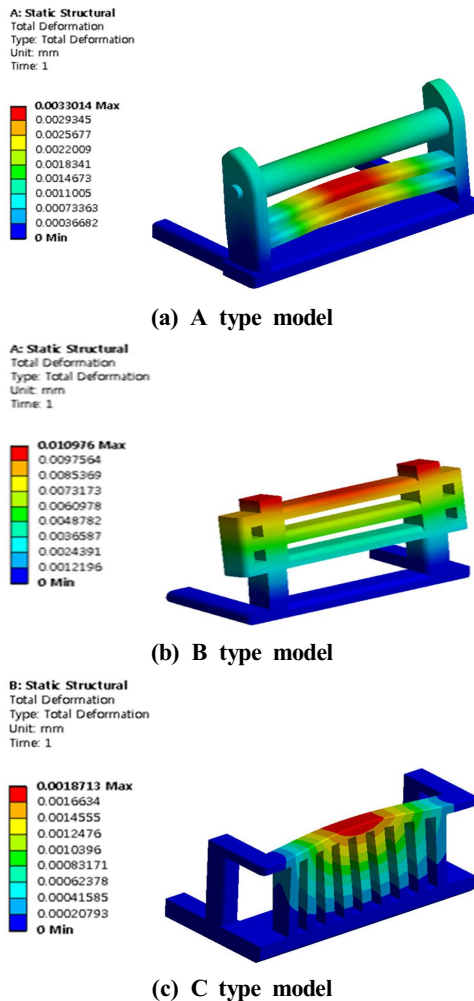 A: Static Structural
Total Deformation
Type: Total Deformation
Unit: mm
Time: 1
0.0033014 Max
0.0029345
0.0025677
0.0022009
0.0018341
0.0014673
0.0011005
0.00073363
0.00036682
0 Min
(a) A type model
A: Static Structural
Total Deformation
Type: Total Deformation
Unit: mm
Time: 1
0.010976 Max
0.0097564
0.0085369
0.0073173
0.0060978
0.0048782
0.0036587
0.0024391
0.0012196
0 Min
(b) B type model
B: Static Structural
Total Deformation
Type: Total Deformation
Unit: mm
Time: 1
0.0018713 Max
0.0016634
0.0014555
0.0012476
0.0010396
0.00083171
0.00062378
0.00041585
0.00020793
0 Min
(c) C type model